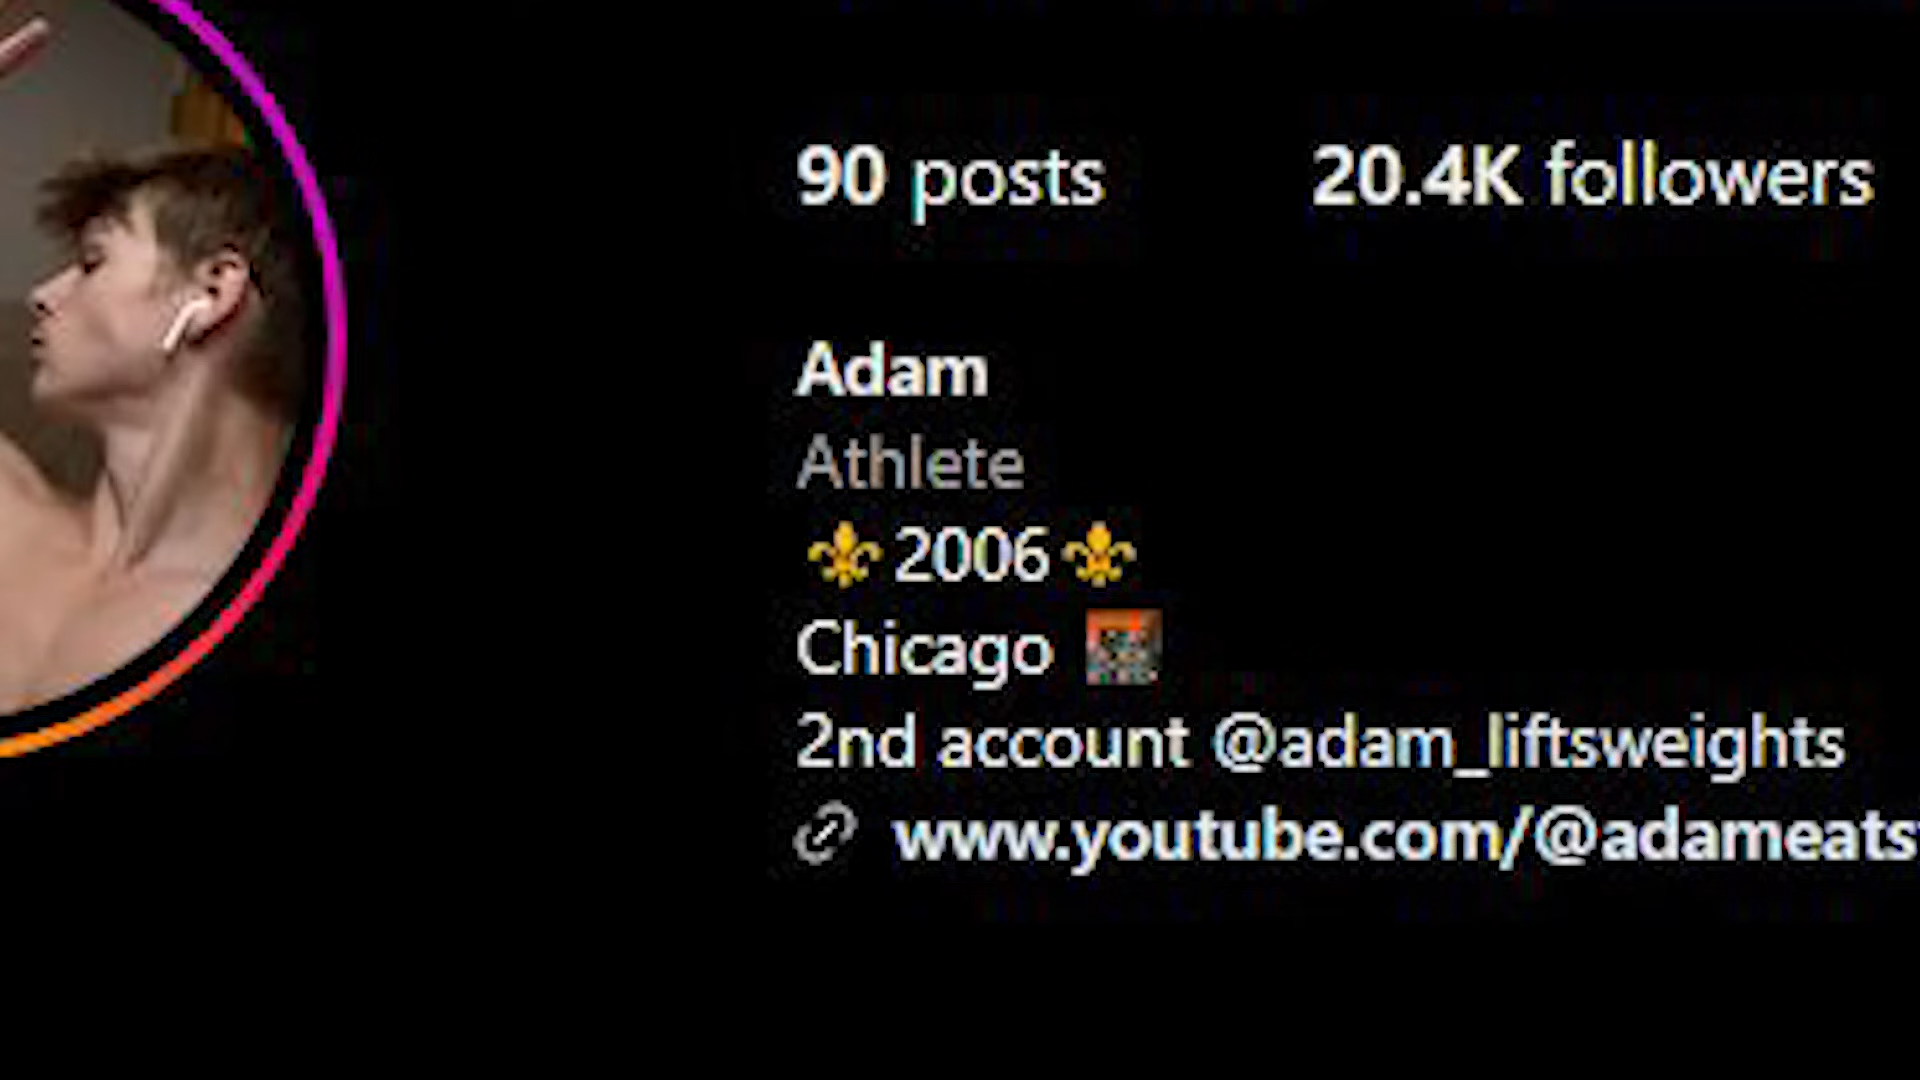 90 posts 20.4K followers
Adam
Athlete
⚜️2006⚜️
Chicago 🌆
2nd account @adam_liftsweights
www.youtube.com/@adameats